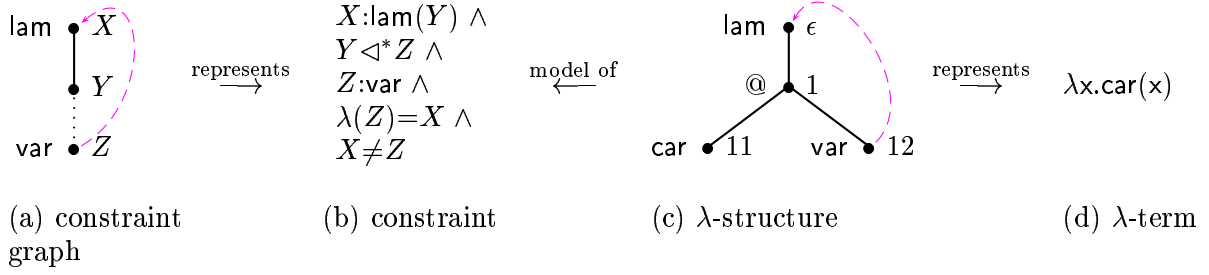 lam X
Y
var Z
represents
⟶
X:lam(Y) ∧
Y ◁* Z ∧
Z:var ∧
λ(Z)=X ∧
X≠Z
model of
⟵
lam ϵ
@ 1
car 11
var 12
represents
⟶
λx.car(x)
(a) constraint
graph
(b) constraint
(c) λ-structure
(d) λ-term